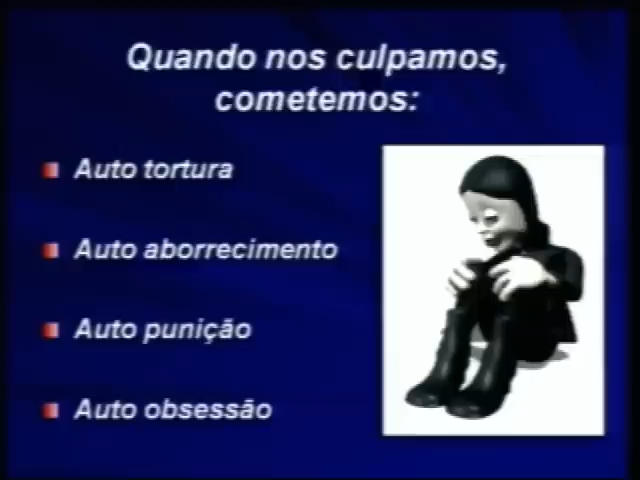 Quando nos culpamos,
cometemos:
Auto tortura
Auto aborrecimento
Auto punição
Auto obsessão